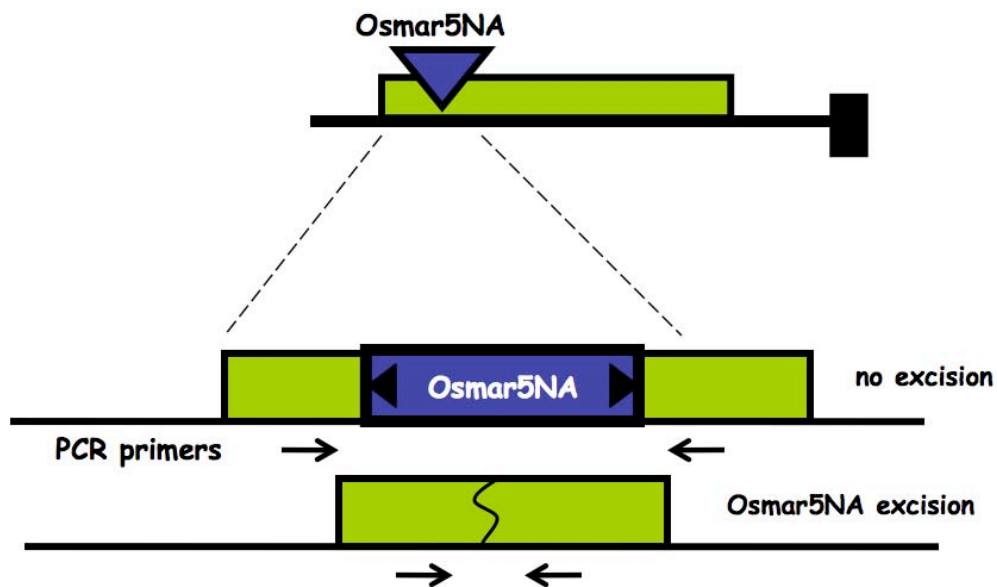 Osmar5NA
Osmar5NA
no excision
PCR primers
Osmar5NA excision